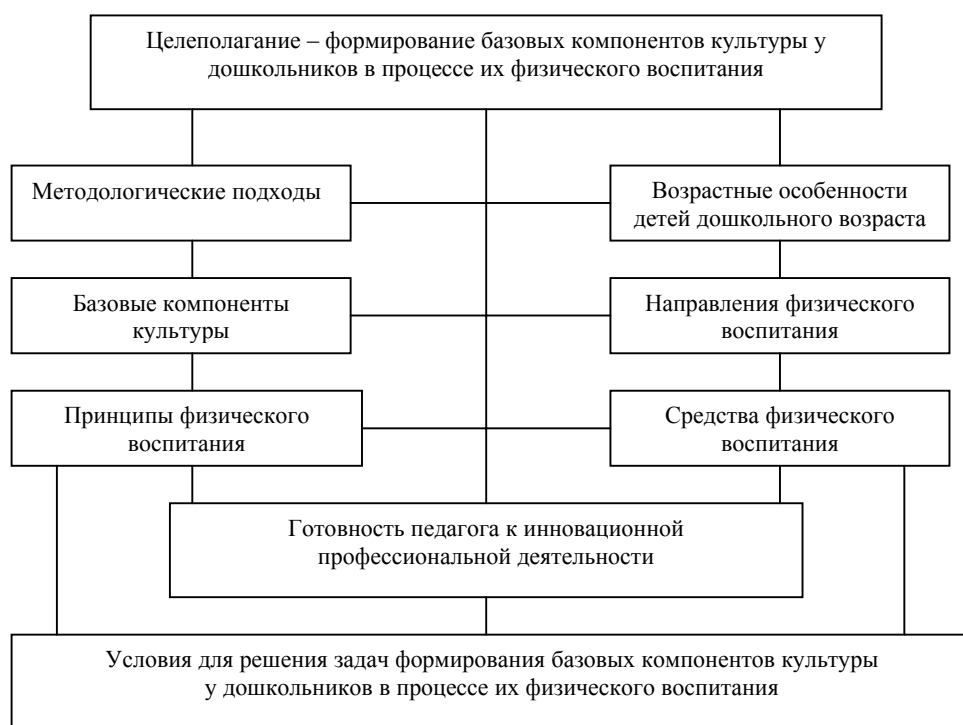 Целеполагание – формирование базовых компонентов культуры у
дошкольников в процессе их физического воспитания
Методологические подходы
Возрастные особенности
детей дошкольного возраста
Базовые компоненты
культуры
Направления физического
воспитания
Принципы физического
воспитания
Средства физического
воспитания
Готовность педагога к инновационной
профессиональной деятельности
Условия для решения задач формирования базовых компонентов культуры
у дошкольников в процессе их физического воспитания